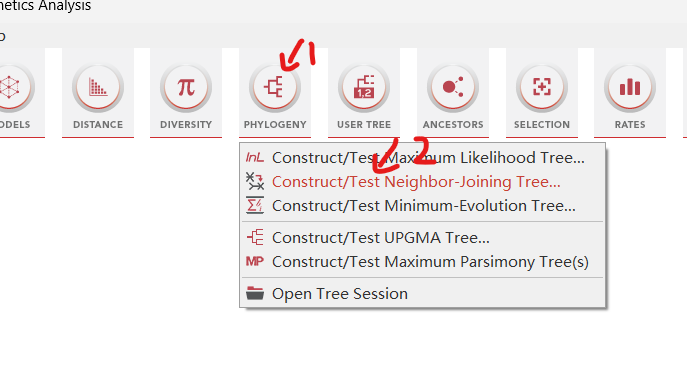 netics Analysis
p
ODELS DISTANCE DIVERSITY PHYLOGENY USER TREE ANCESTORS SELECTION RATES
π 1,2
1
lnL Construct/Test Maximum Likelihood Tree...
2
Construct/Test Neighbor-Joining Tree...
Construct/Test Minimum-Evolution Tree...
Construct/Test UPGMA Tree...
MP Construct/Test Maximum Parsimony Tree(s)
Open Tree Session